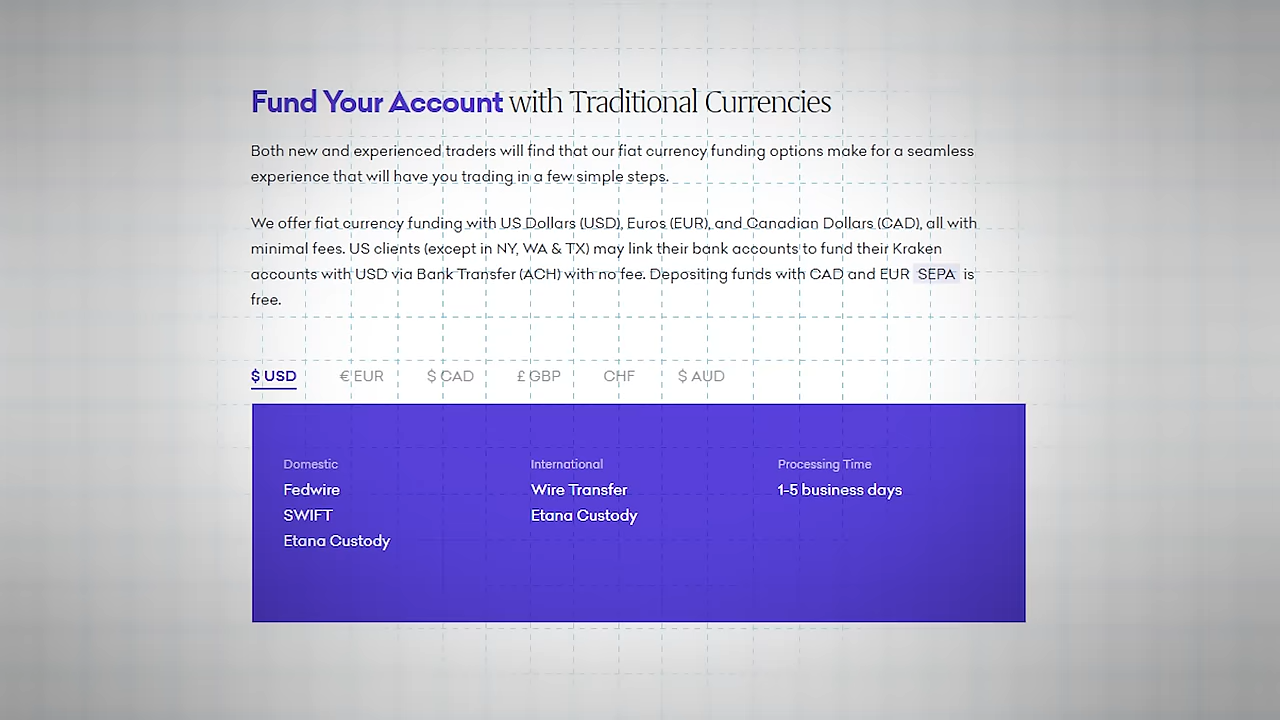 Fund Your Account with Traditional Currencies
Both new and experienced traders will find that our fiat currency funding options make for a seamless
experience that will have you trading in a few simple steps.
We offer fiat currency funding with US Dollars (USD), Euros (EUR), and Canadian Dollars (CAD), all with
minimal fees. US clients (except in NY, WA & TX) may link their bank accounts to fund their Kraken
accounts with USD via Bank Transfer (ACH) with no fee. Depositing funds with CAD and EUR SEPA is
free.
$ USD € EUR $ CAD £ GBP CHF $ AUD
Domestic International Processing Time
Fedwire Wire Transfer 1-5 business days
SWIFT Etana Custody
Etana Custody